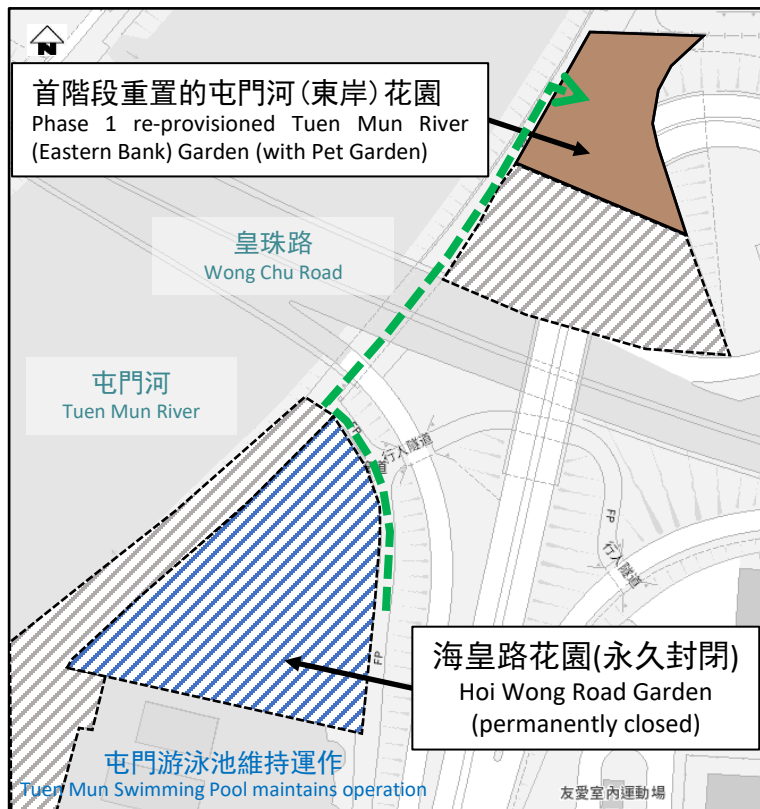 N
首階段重置的屯門河(東岸)花園
Phase 1 re-provisioned Tuen Mun River
(Eastern Bank) Garden (with Pet Garden)
皇珠路
Wong Chu Road
屯門河
Tuen Mun River
FP
行人隧道
道
FP
行人隧道
FP
海皇路花園(永久封閉)
Hoi Wong Road Garden
(permanently closed)
屯門游泳池維持運作
Tuen Mun Swimming Pool maintains operation
友愛室內運動場